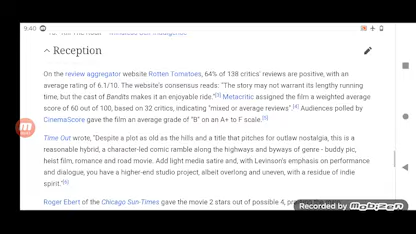 9:40
Reception
On the review aggregator website Rotten Tomatoes, 64% of 138 critics' reviews are positive, with an
average rating of 6.1/10. The website's consensus reads: "The story may not warrant its lengthy running
time, but the cast of Bandits makes it an enjoyable ride."[3] Metacritic assigned the film a weighted average
score of 60 out of 100, based on 32 critics, indicating "mixed or average reviews".[4] Audiences polled by
CinemaScore gave the film an average grade of "B" on an A+ to F scale.[5]
Time Out wrote, "Despite a plot as old as the hills and a title that pitches for outlaw nostalgia, this is a
reasonable hybrid, a character-led comic ramble along the highways and byways of genre - buddy pic,
heist film, romance and road movie. Add light media satire and, with Levinson's emphasis on performance
and dialogue, you have a higher-end studio project, albeit overlong and uneven, with a residue of indie
spirit."[6]
Roger Ebert of the Chicago Sun-Times gave the movie 2 stars out of possible 4,
Recorded by
MOBIZEN